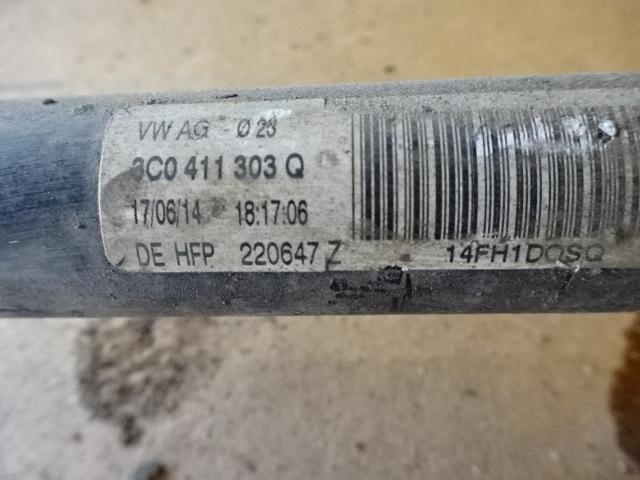 VW AG Ø 23
3C0 411 303 Q
17/06/14 18:17:06
DE HFP 220647 Z
14FH1DOSQ